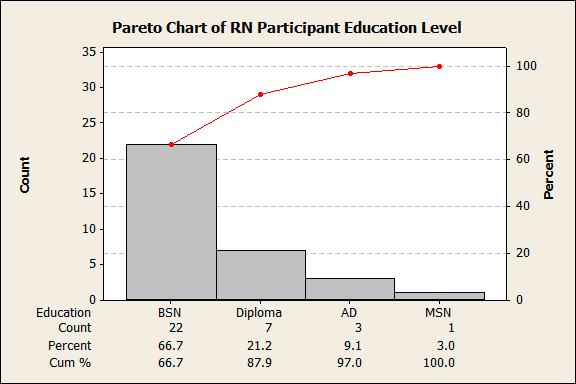 Pareto Chart of RN Participant Education Level
35
30
25
20
15
10
5
0
Count
100
80
60
40
20
0
Percent
Education BSN Diploma AD MSN
Count 22 7 3 1
Percent 66.7 21.2 9.1 3.0
Cum % 66.7 87.9 97.0 100.0